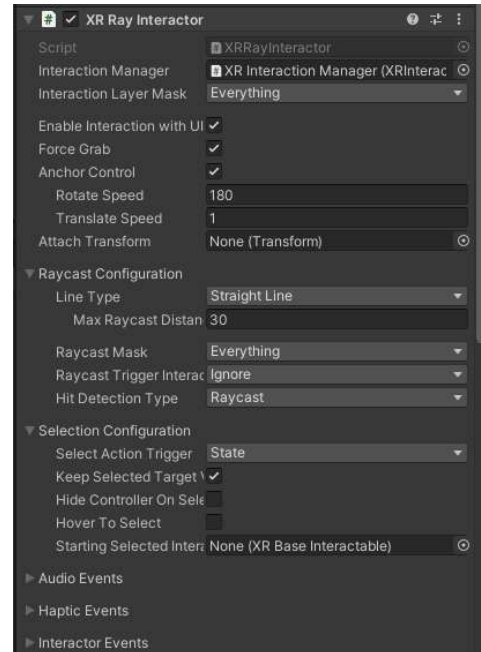 XR Ray Interactor
Script XRRayInteractor
Interaction Manager XR Interaction Manager (XRInterac
Interaction Layer Mask Everything
Enable Interaction with UI
Force Grab
Anchor Control
Rotate Speed 180
Translate Speed 1
Attach Transform None (Transform)
Raycast Configuration
Line Type Straight Line
Max Raycast Distan 30
Raycast Mask Everything
Raycast Trigger Interac Ignore
Hit Detection Type Raycast
Selection Configuration
Select Action Trigger State
Keep Selected Target V
Hide Controller On Sele
Hover To Select
Starting Selected Intera None (XR Base Interactable)
Audio Events
Haptic Events
Interactor Events